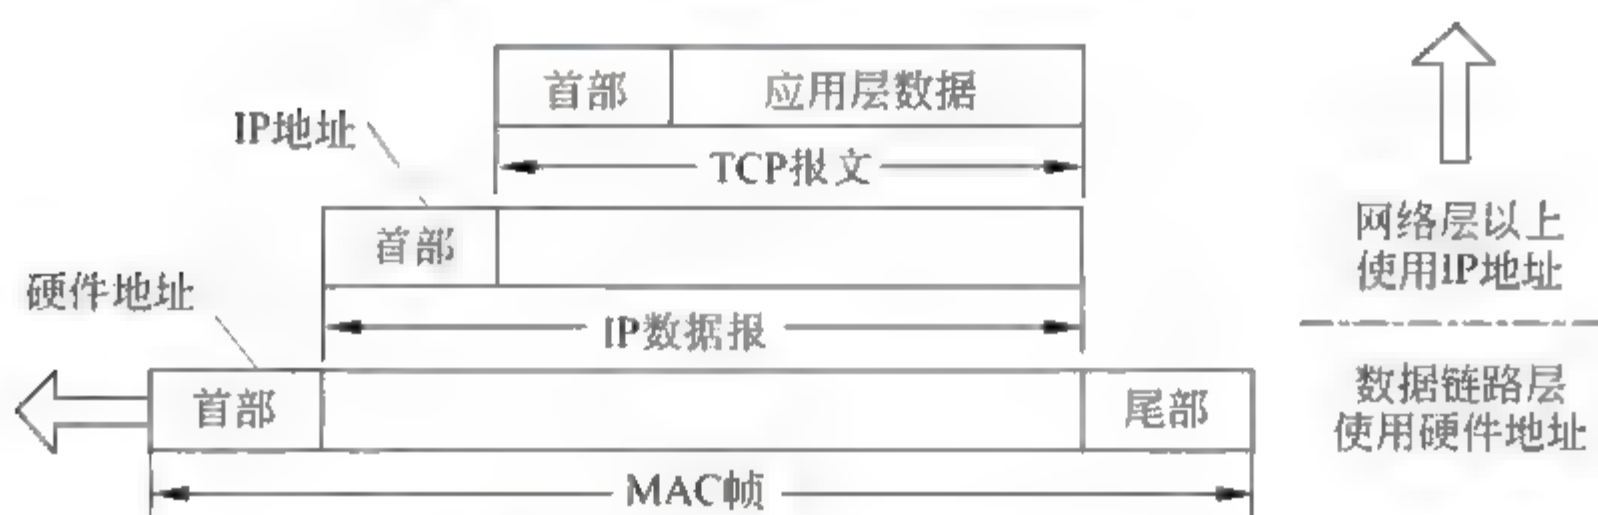 首部 应用层数据
IP地址
TCP报文
网络层以上
使用IP地址
首部
硬件地址
IP数据报
数据链路层
使用硬件地址
首部 尾部
MAC帧